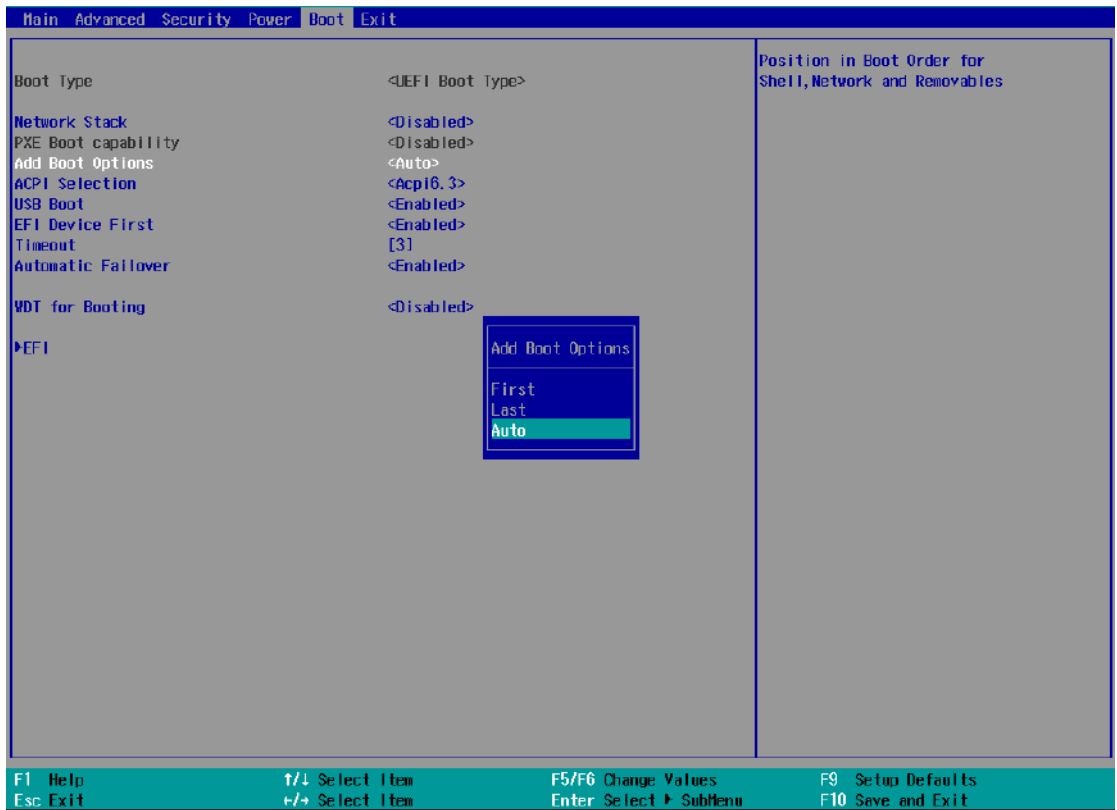 Main Advanced Security Power Boot Exit
Boot Type <UEFI Boot Type>
Network Stack <Disabled>
PXE Boot capability <Disabled>
Add Boot Options <Auto>
ACPI Selection <Acpi6.3>
USB Boot <Enabled>
EFI Device First <Enabled>
Timeout [3]
Automatic Failover <Enabled>
WDT for Booting <Disabled>
▶EFI
Add Boot Options
First
Last
Auto
Position in Boot Order for
Shell,Network and Removables
F1 Help ↑/↓ Select Item F5/F6 Change Values F9 Setup Defaults
Esc Exit ←/→ Select Item Enter Select ▶ SubMenu F10 Save and Exit